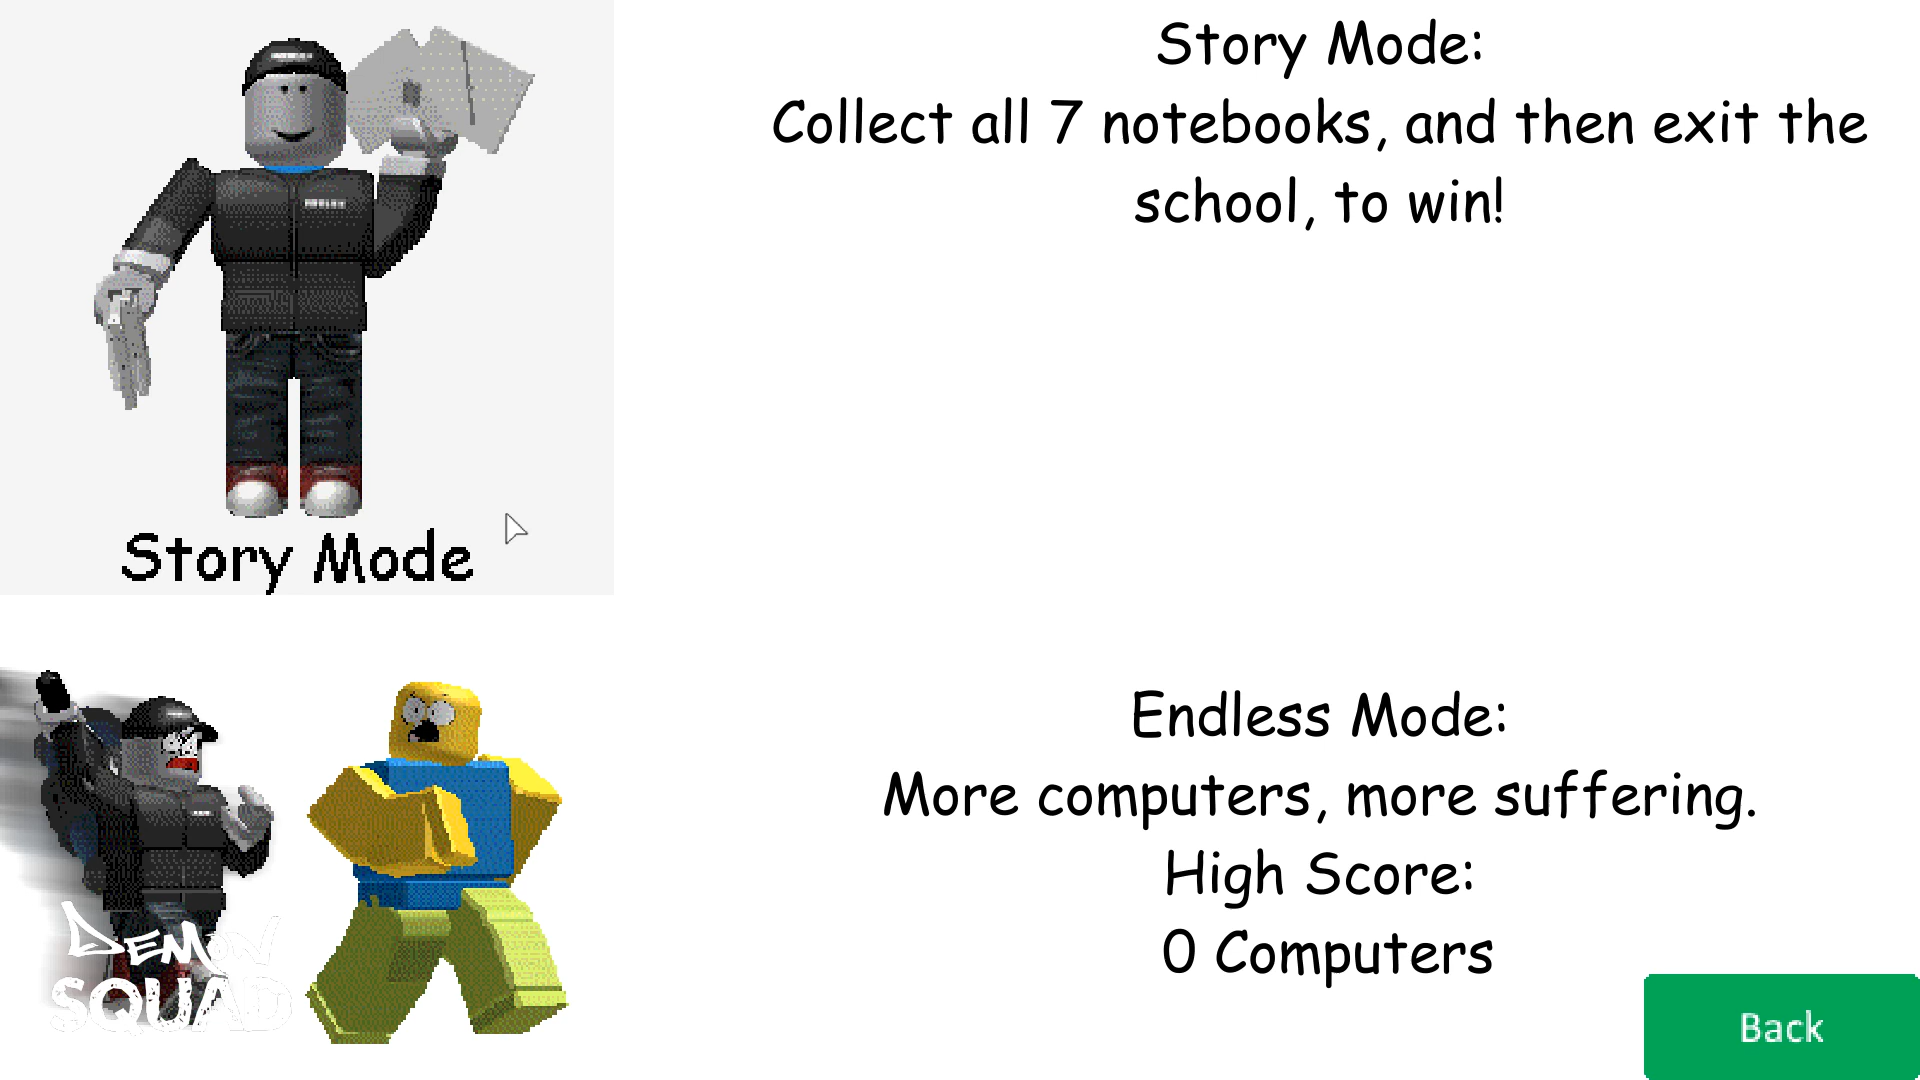 Story Mode:
Collect all 7 notebooks, and then exit the
school, to win!
Story Mode
Endless Mode:
More computers, more suffering.
High Score:
0 Computers
DEMON
SQUAD
Back